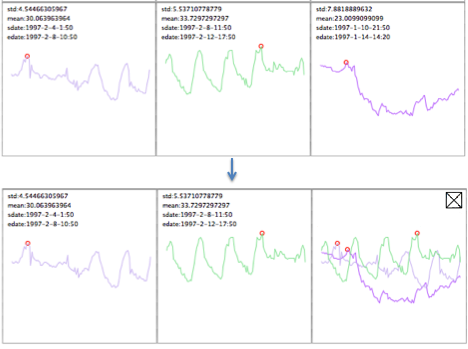 std:4.54466305967
mean:30.063963964
sdate:1997-2-4-1:50
edate:1997-2-8-10:50
std:5.53710778779
mean:33.7297297297
sdate:1997-2-8-11:50
edate:1997-2-12-17:50
std:7.8818889632
mean:23.0099099099
sdate:1997-1-10-21:50
edate:1997-1-14-14:20
std:4.54466305967
mean:30.063963964
sdate:1997-2-4-1:50
edate:1997-2-8-10:50
std:5.53710778779
mean:33.7297297297
sdate:1997-2-8-11:50
edate:1997-2-12-17:50